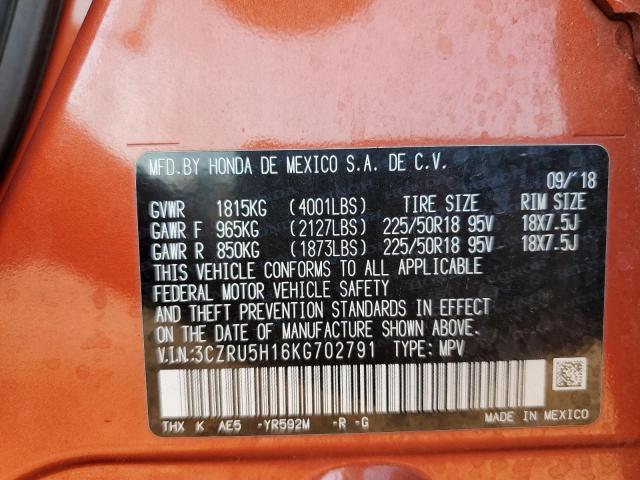 MFD.BY HONDA DE MEXICO S.A. DE C.V.
09/'18
GVWR 1815KG (4001LBS) TIRE SIZE RIM SIZE
GAWR F 965KG (2127LBS) 225/50R18 95V 18X7.5J
GAWR R 850KG (1873LBS) 225/50R18 95V 18X7.5J
THIS VEHICLE CONFORMS TO ALL APPLICABLE
FEDERAL MOTOR VEHICLE SAFETY
AND THEFT PREVENTION STANDARDS IN EFFECT
ON THE DATE OF MANUFACTURE SHOWN ABOVE.
V.I.N.:3CZRU5H16KG702791 TYPE: MPV
THX K AE5 -YR592M -R -G
MADE IN MEXICO